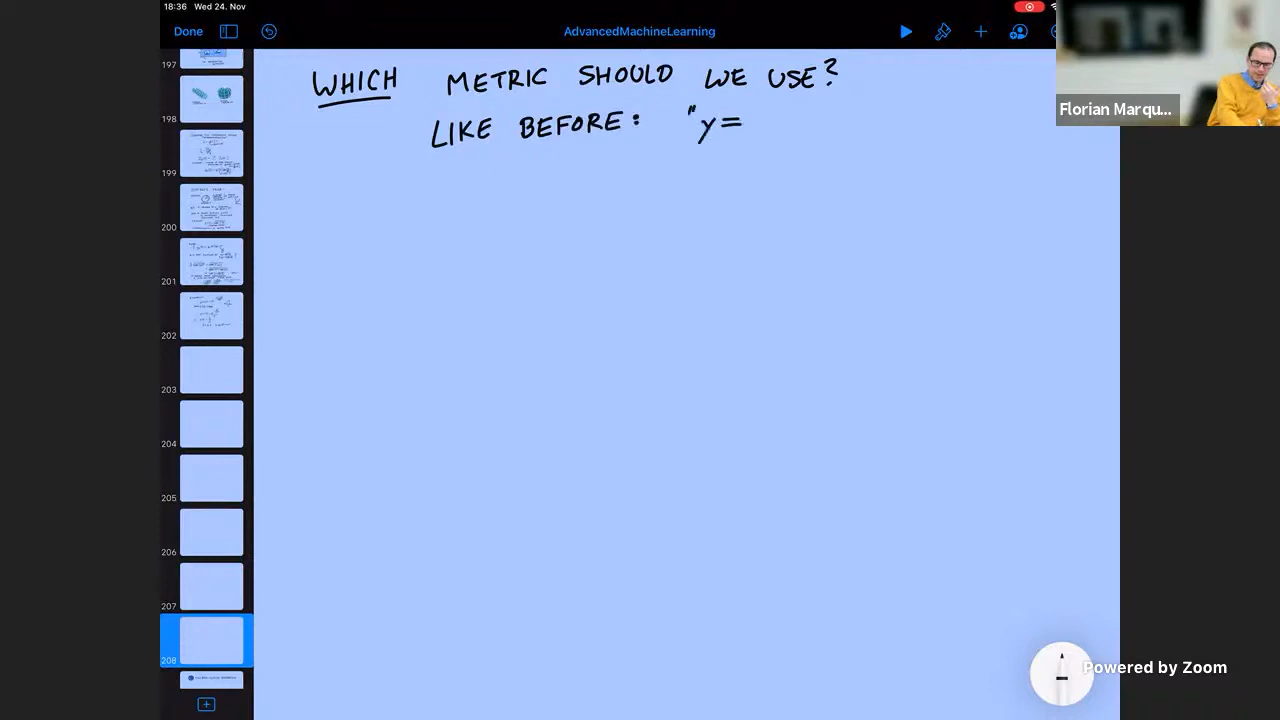 18:36 Wed 24. Nov
Done
AdvancedMachineLearning
WHICH METRIC SHOULD WE USE?
LIKE BEFORE: "y=
Florian Marqu...
197
198
199
200
201
202
203
204
205
206
207
208
Powered by Zoom